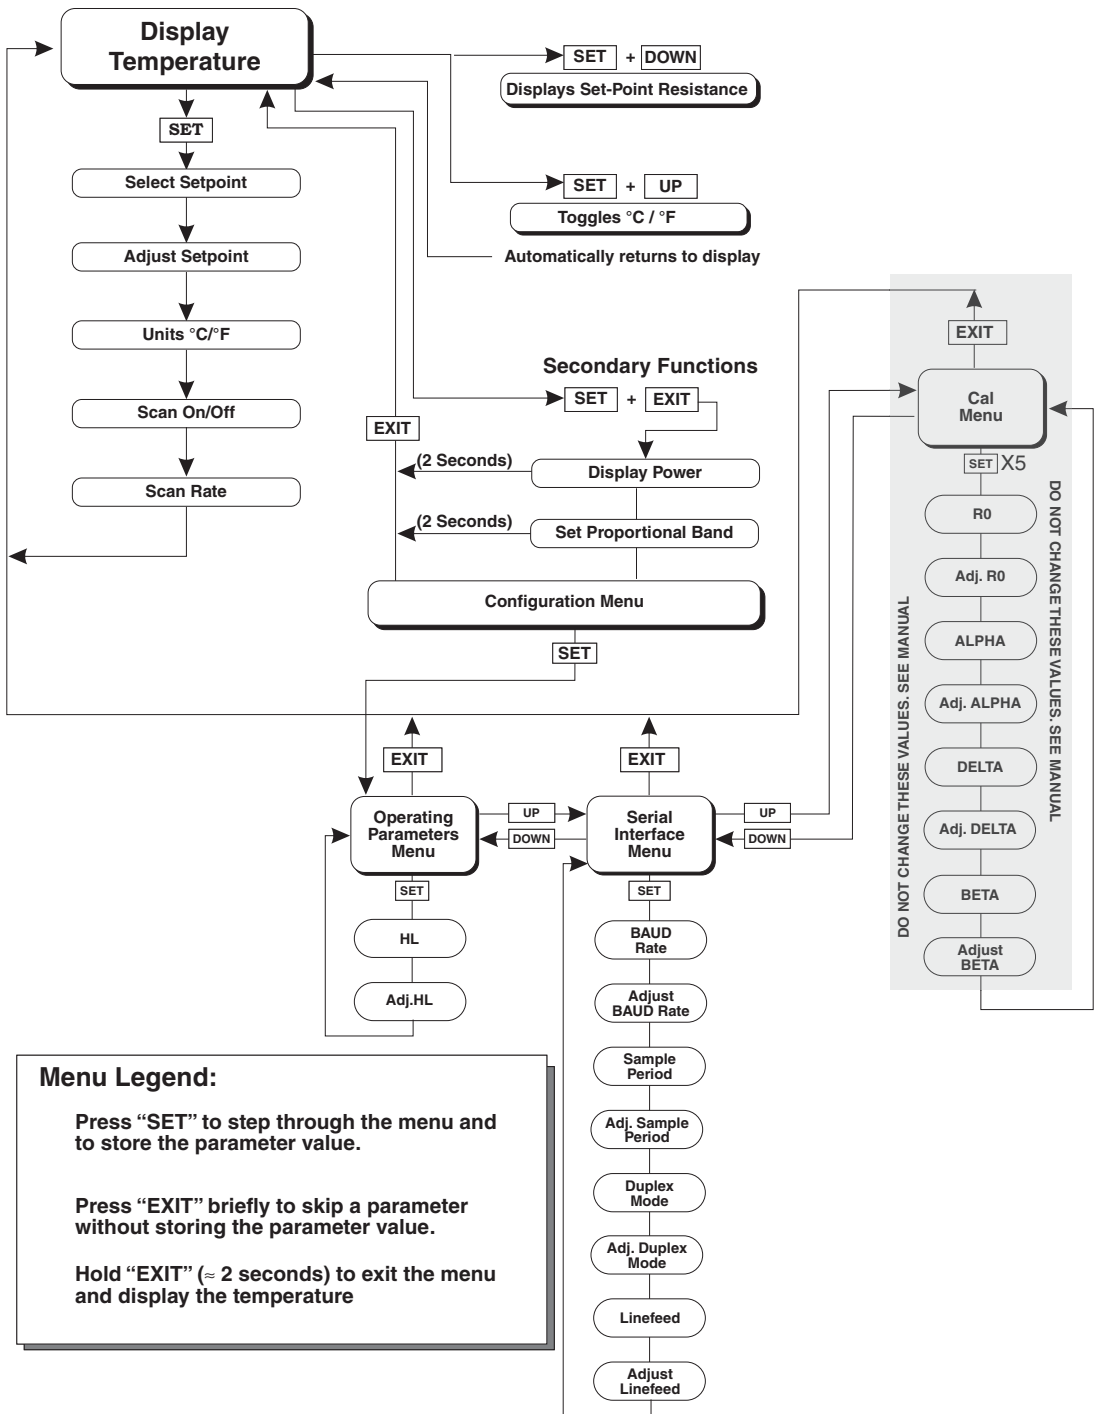 Display
Temperature
SET
Select Setpoint
Adjust Setpoint
Units °C/°F
Scan On/Off
Scan Rate
SET + DOWN
Displays Set-Point Resistance
SET + UP
Toggles °C / °F
Automatically returns to display
Secondary Functions
SET + EXIT
EXIT
(2 Seconds)
Display Power
(2 Seconds)
Set Proportional Band
Configuration Menu
SET
EXIT
Operating
Parameters
Menu
SET
HL
Adj.HL
UP
DOWN
EXIT
Serial
Interface
Menu
SET
BAUD
Rate
Adjust
BAUD Rate
Sample
Period
Adj. Sample
Period
Duplex
Mode
Adj. Duplex
Mode
Linefeed
Adjust
Linefeed
UP
DOWN
EXIT
Cal
Menu
SET X5
R0
Adj. R0
ALPHA
Adj. ALPHA
DELTA
Adj. DELTA
BETA
Adjust
BETA
DO NOT CHANGE THESE VALUES. SEE MANUAL
DO NOT CHANGE THESE VALUES. SEE MANUAL
Menu Legend:
Press “SET” to step through the menu and
to store the parameter value.
Press “EXIT” briefly to skip a parameter
without storing the parameter value.
Hold “EXIT” (≈ 2 seconds) to exit the menu
and display the temperature